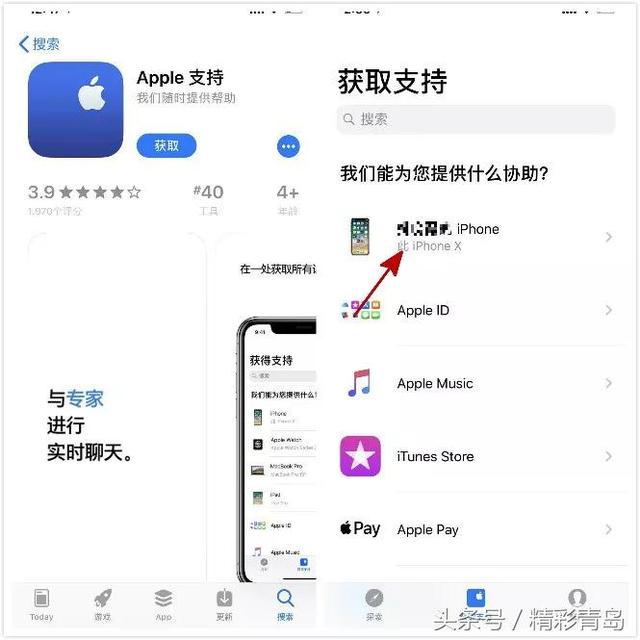 搜索
Apple 支持
我们随时提供帮助
获取
3.9
1,970个评分
#40
工具
4+
年龄
与专家
进行
实时聊天。
在一处获取所有
9:41
获得支持
搜索
我们能为您提供什
iPhone
Apple Watch
MacBook Pro
iPad
Apple ID
Apple Music
Today
游戏
App
更新
搜索
获取支持
搜索
我们能为您提供什么协助?
iPhone
此 iPhone X
Apple ID
Apple Music
iTunes Store
Pay
Apple Pay
探索
头条号／精彩青岛